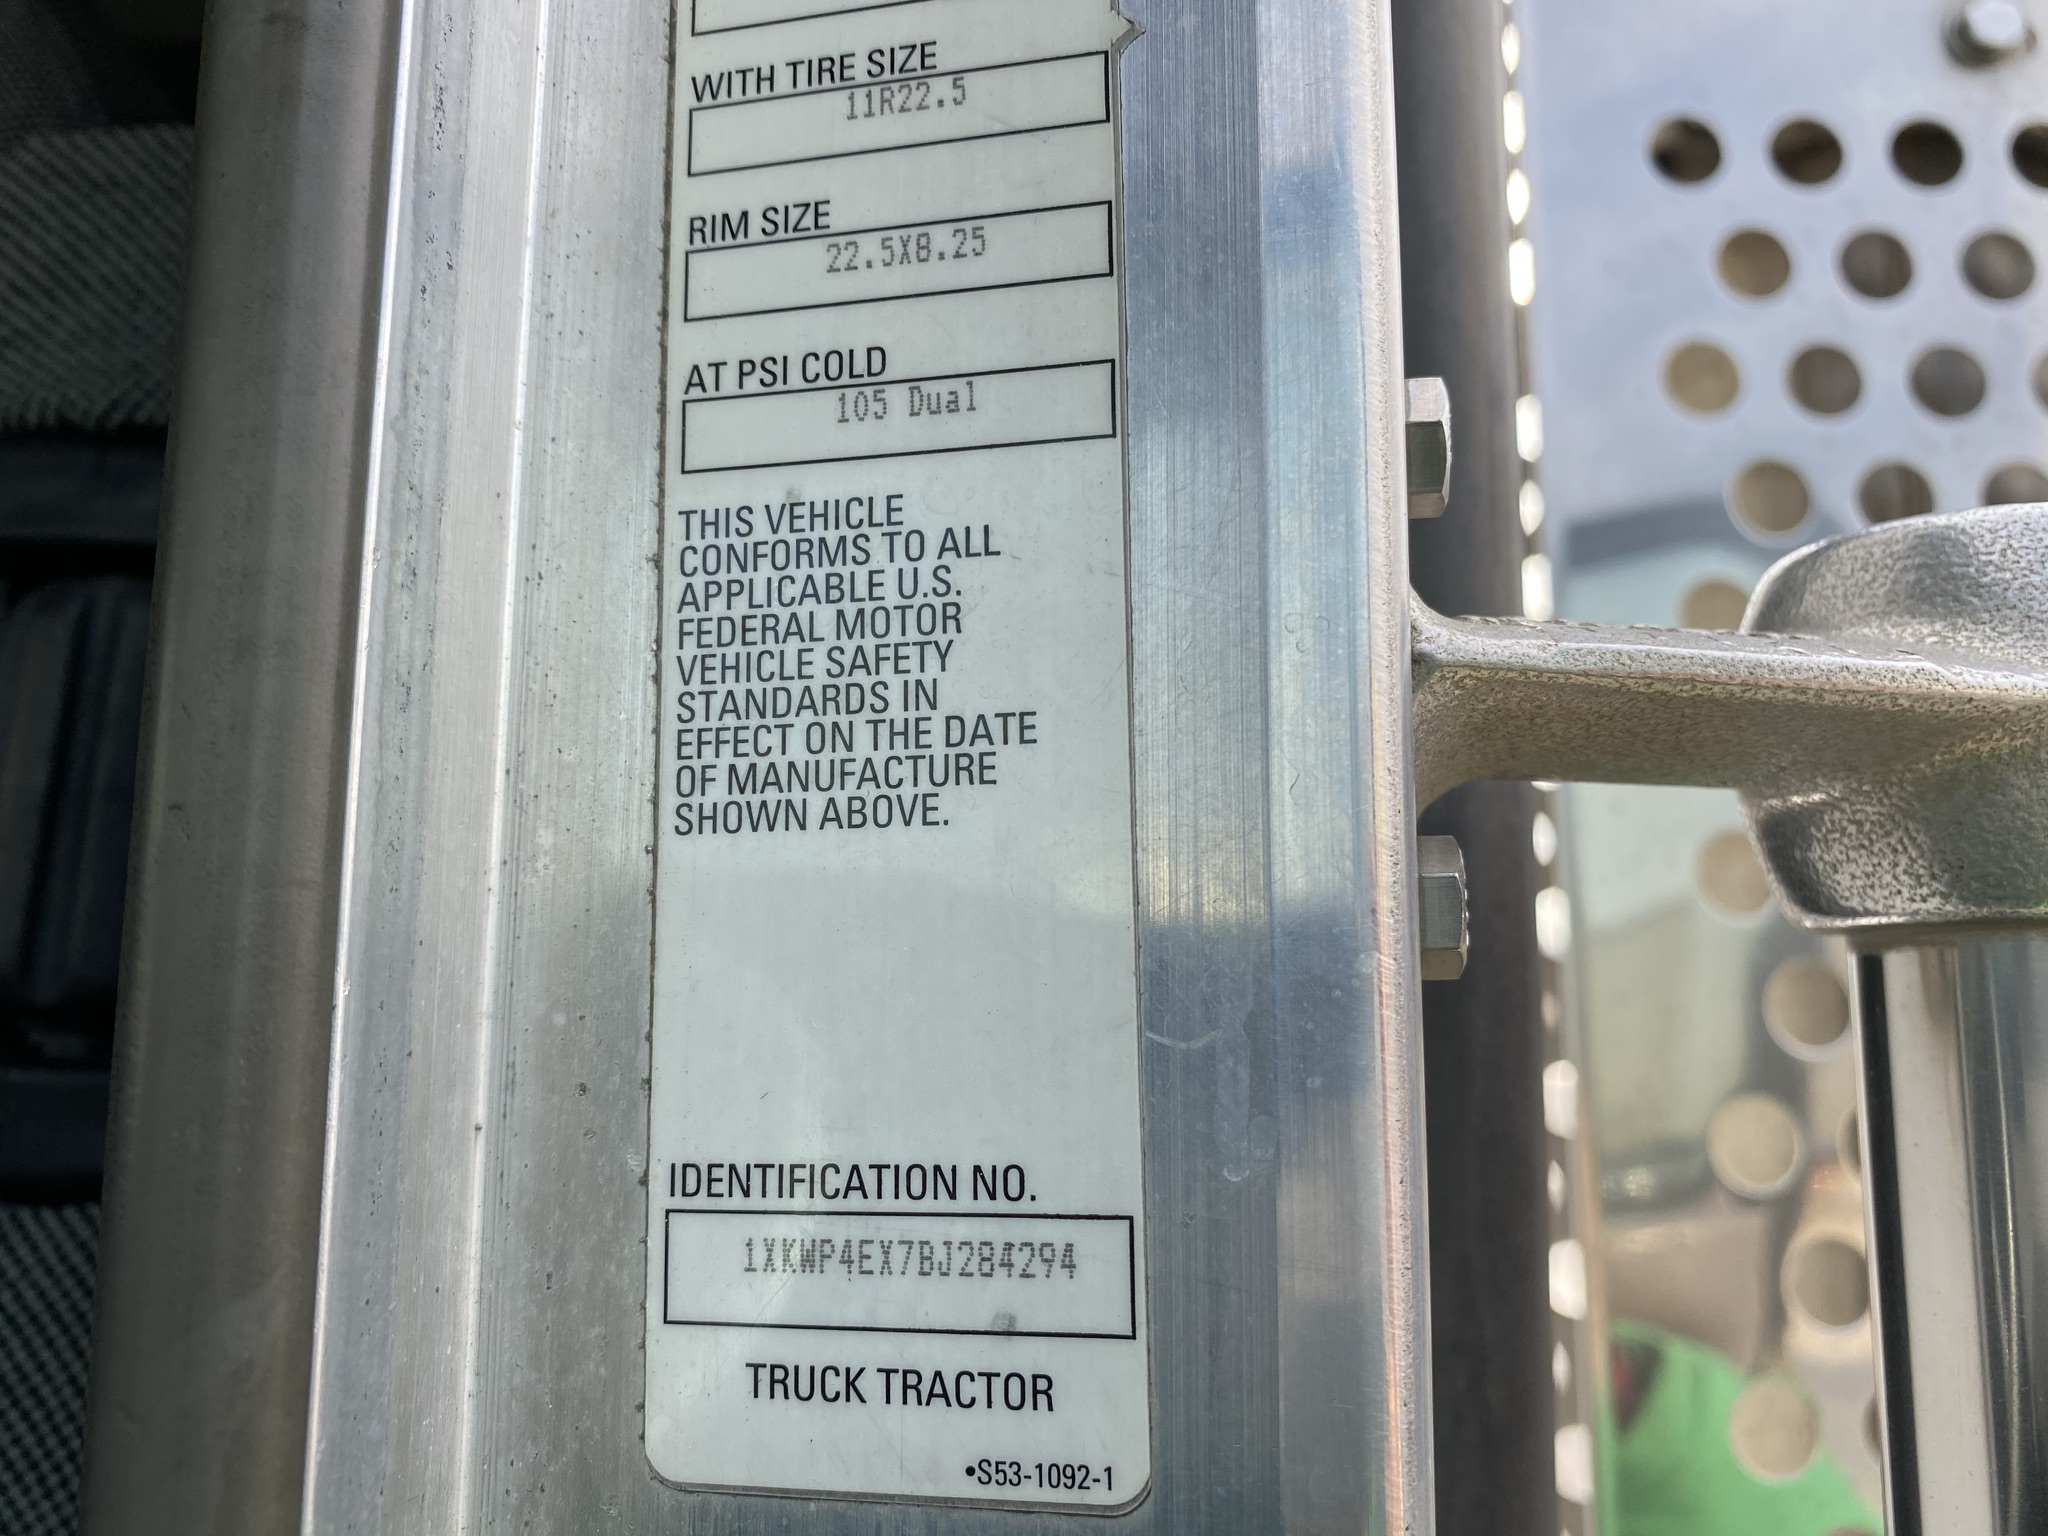 WITH TIRE SIZE
11R22.5
RIM SIZE
22.5X8.25
AT PSI COLD
105 Dual
THIS VEHICLE
CONFORMS TO ALL
APPLICABLE U.S.
FEDERAL MOTOR
VEHICLE SAFETY
STANDARDS IN
EFFECT ON THE DATE
OF MANUFACTURE
SHOWN ABOVE.
IDENTIFICATION NO.
1XKWP4EX7BJ284294
TRUCK TRACTOR
•S53-1092-1